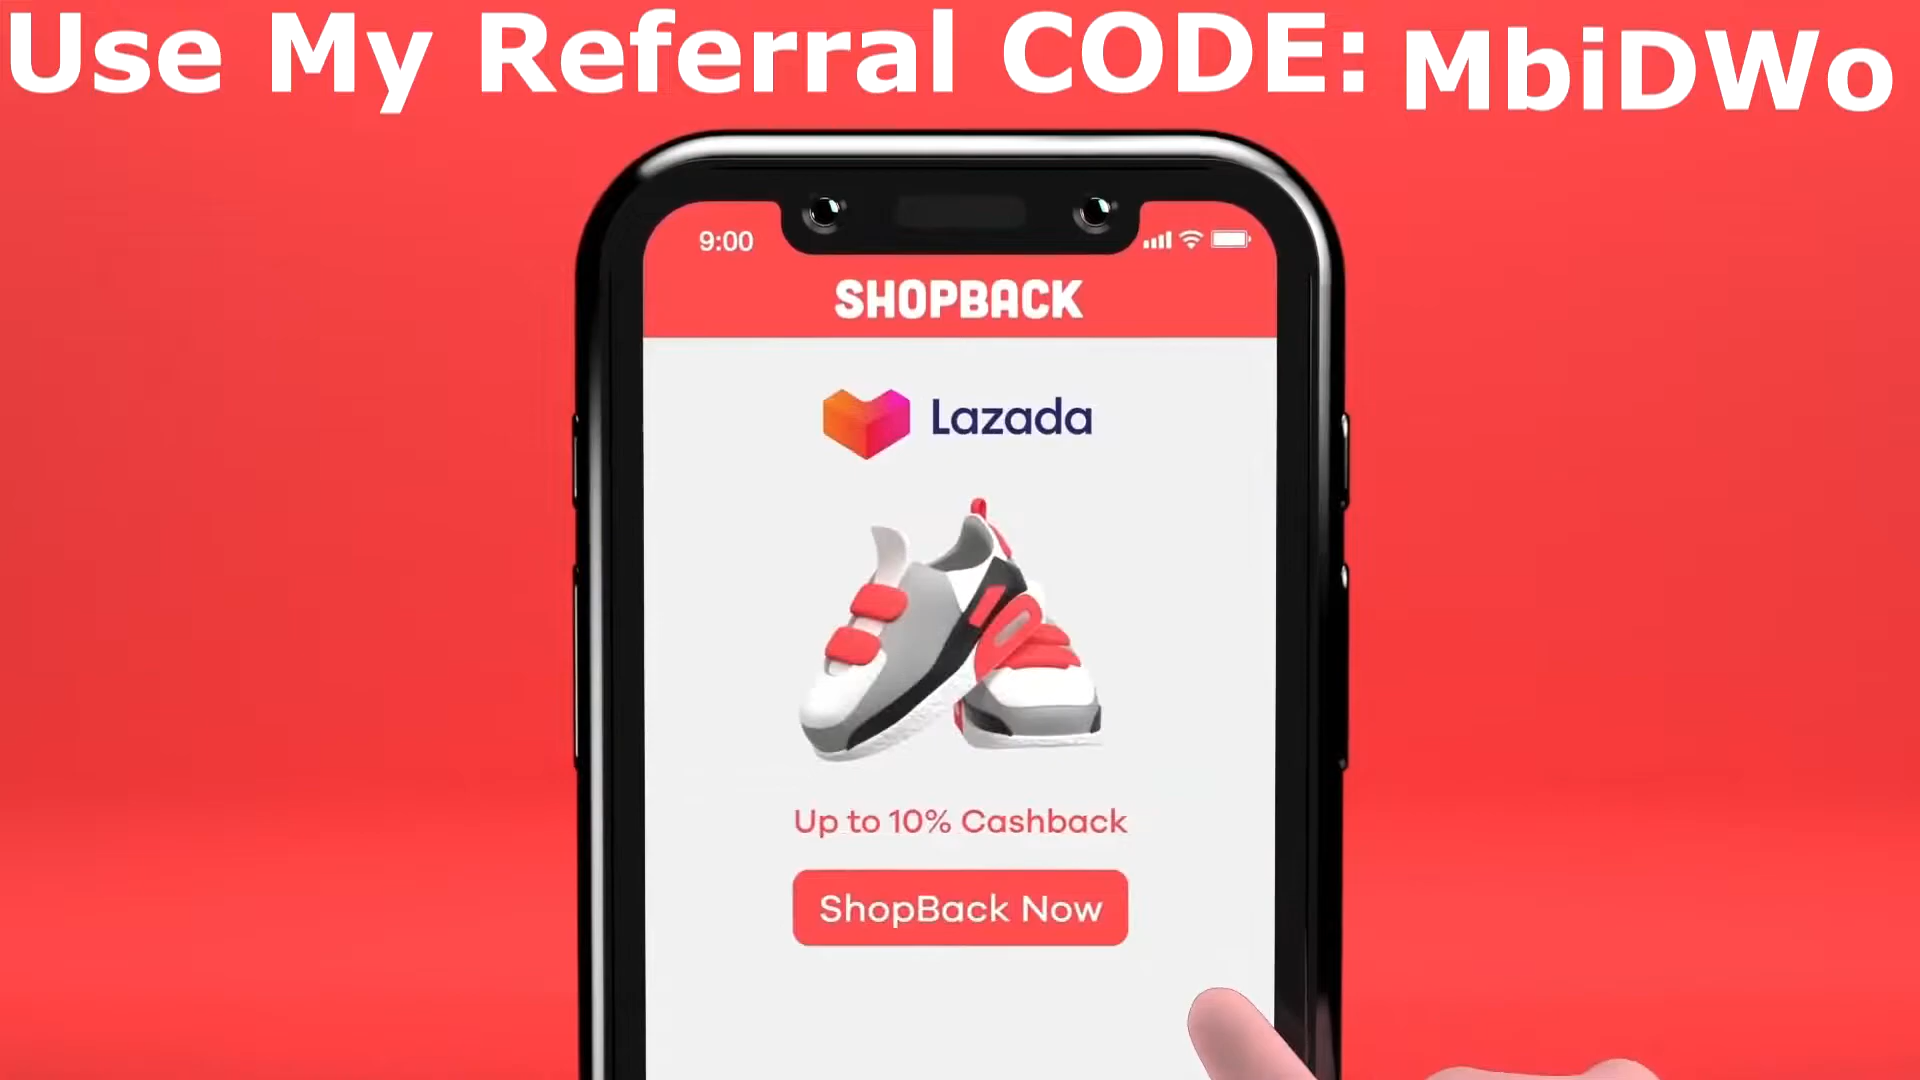 Use My Referral CODE: MbiDWo
9:00
SHOPBACK
Lazada
Up to 10% Cashback
ShopBack Now